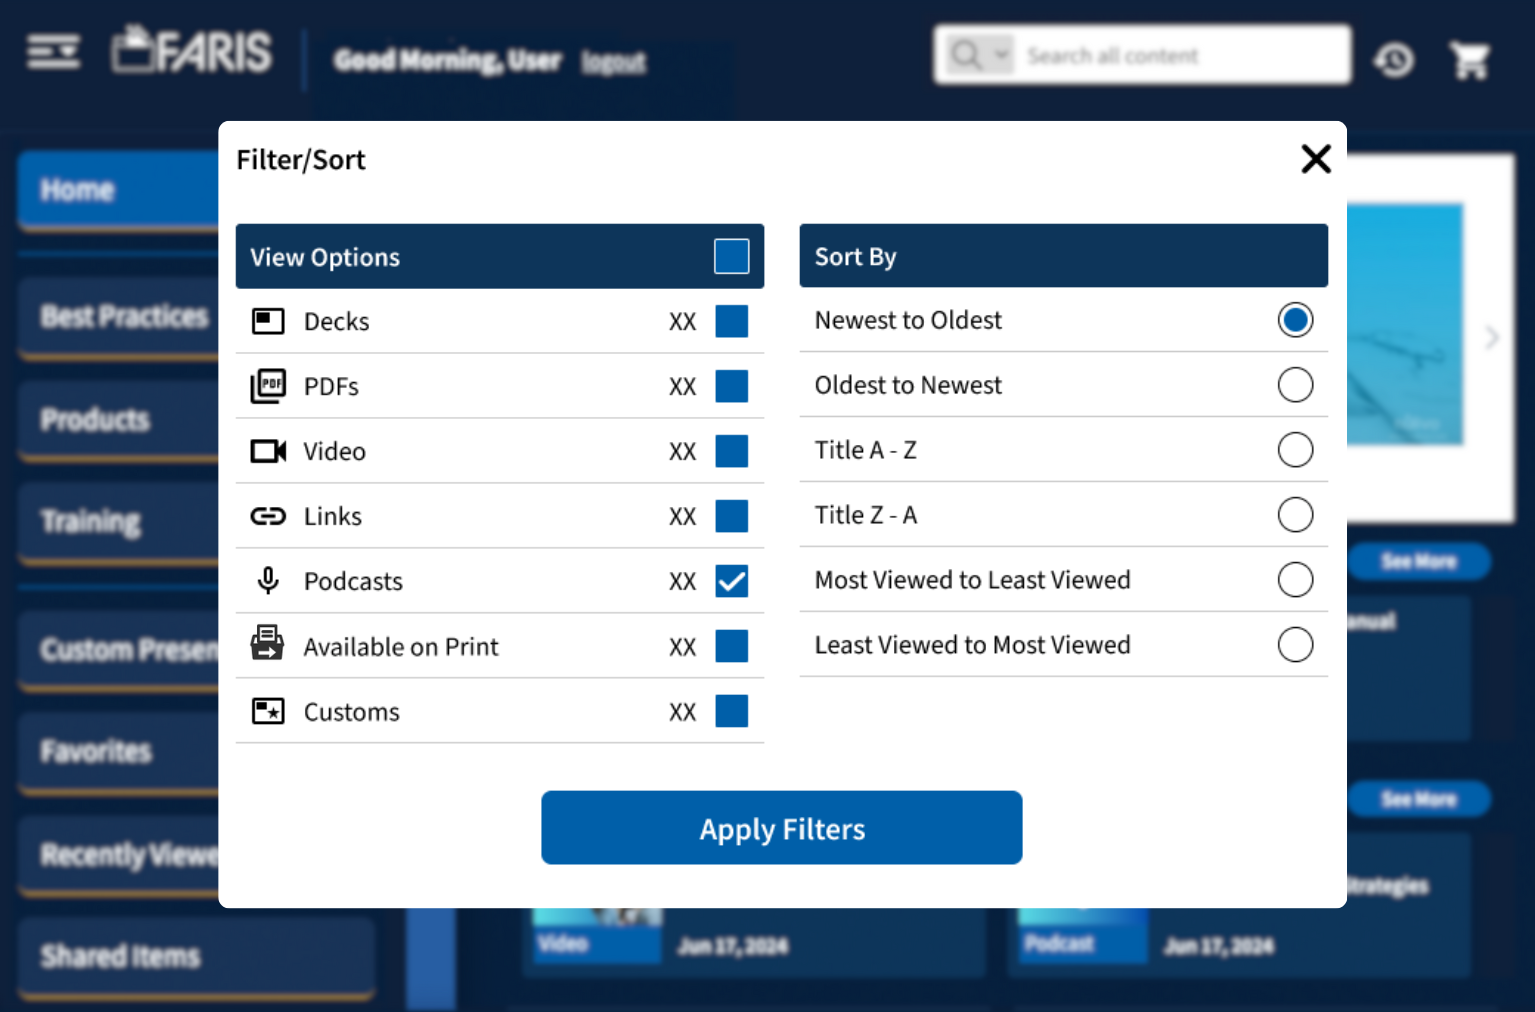 FARIS
Good Morning, User logout
Search all content
Filter/Sort
Home
View Options
Sort By
Decks XX
Newest to Oldest
Best Practices
PDFs PDF XX
Oldest to Newest
Products
Video XX
Title A - Z
Links XX
Title Z - A
Training
See More
Podcasts XX
Most Viewed to Least Viewed
Available on Print XX
Least Viewed to Most Viewed
Custom Presen
anual
Customs XX
Favorites
See More
Apply Filters
Recently Viewe
Strategies
Video
Jun 17, 2024
Podcast
Jun 17, 2024
Shared Items